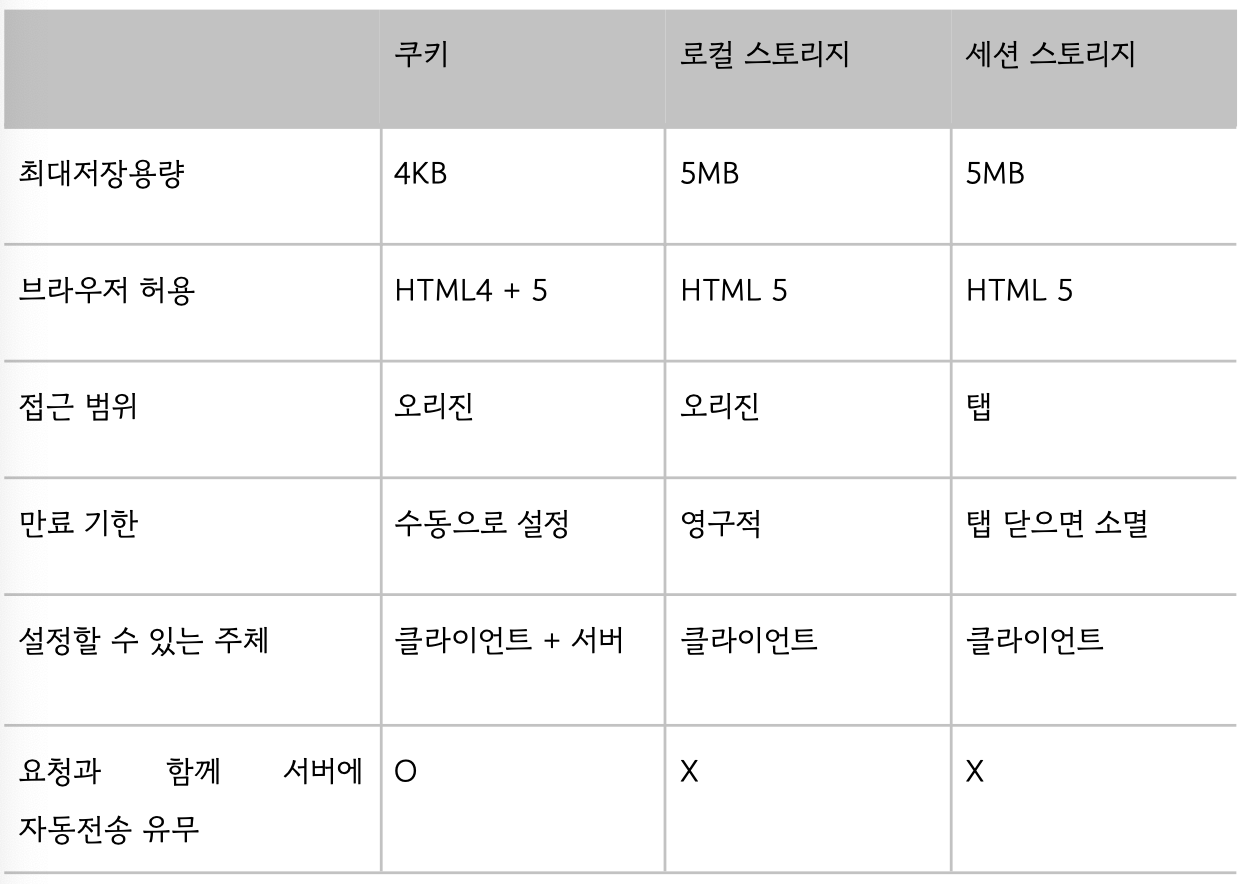 쿠키 로컬 스토리지 세션 스토리지
최대저장용량 4KB 5MB 5MB
브라우저 허용 HTML4 + 5 HTML 5 HTML 5
접근 범위 오리진 오리진 탭
만료 기한 수동으로 설정 영구적 탭 닫으면 소멸
설정할 수 있는 주체 클라이언트 + 서버 클라이언트 클라이언트
요청과 함께 서버에 O X X
자동전송 유무